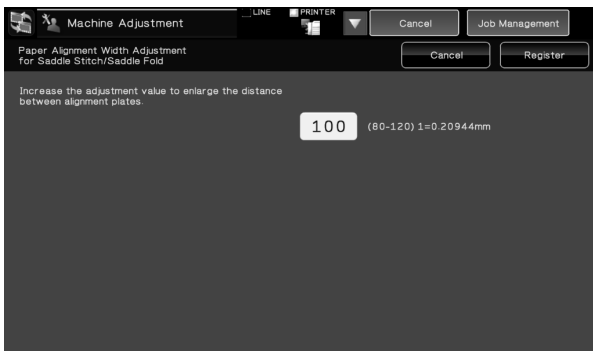 Machine Adjustment
LINE
PRINTER
Cancel
Job Management
Paper Alignment Width Adjustment
for Saddle Stitch/Saddle Fold
Cancel
Register
Increase the adjustment value to enlarge the distance
between alignment plates.
100
(80-120) 1=0.20944mm